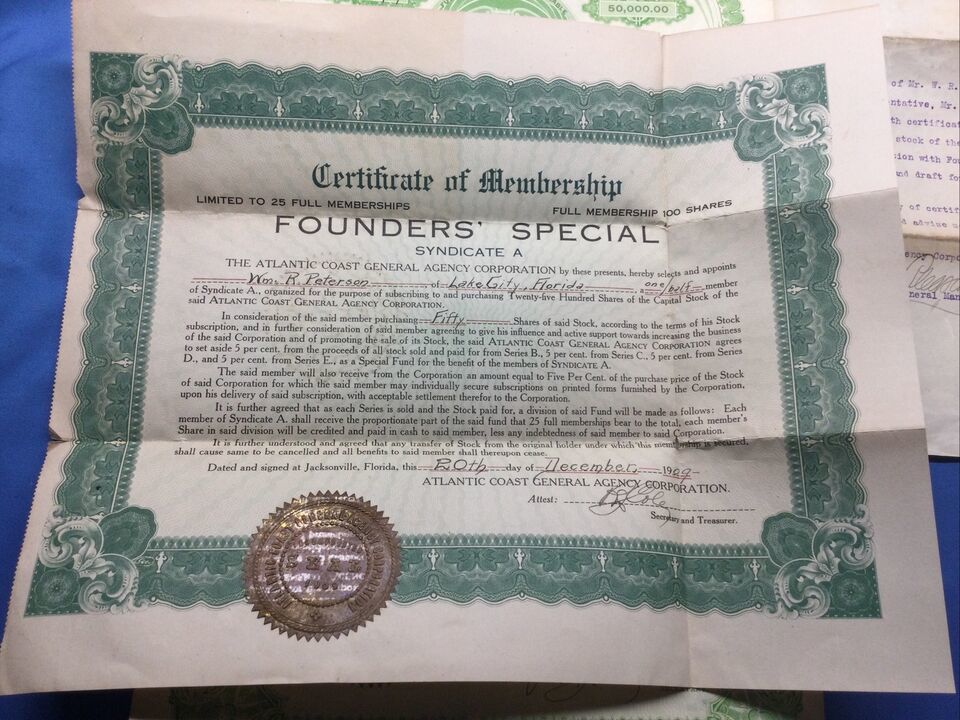 50,000.00
Certificate of Membership
LIMITED TO 25 FULL MEMBERSHIPS FULL MEMBERSHIP 100 SHARES
FOUNDERS' SPECIAL
SYNDICATE A
THE ATLANTIC COAST GENERAL AGENCY CORPORATION by these presents, hereby selects and appoints
Wm. R. Peterson of Lake City, Florida, one/half member
of Syndicate A., organized for the purpose of subscribing to and purchasing Twenty-five Hundred Shares of the Capital Stock of the
said ATLANTIC COAST GENERAL AGENCY CORPORATION.
In consideration of the said member purchasing Fifty Shares of said Stock, according to the terms of his Stock
subscription, and in further consideration of said member agreeing to give his influence and active support towards increasing the business
of the said Corporation and of promoting the sale of its Stock, the said ATLANTIC COAST GENERAL AGENCY CORPORATION agrees
to set aside 5 per cent. from the proceeds of all stock sold and paid for from Series B., 5 per cent. from Series C., 5 per cent. from Series
D., and 5 per cent. from Series E., as a Special Fund for the benefit of the members of SYNDICATE A.
The said member will also receive from the Corporation an amount equal to Five Per Cent. of the purchase price of the Stock
of said Corporation for which the said member may individually secure subscriptions on printed forms furnished by the Corporation,
upon his delivery of said subscription, with acceptable settlement therefor to the Corporation.
It is further agreed that as each Series is sold and the Stock paid for, a division of said Fund will be made as follows: Each
member of Syndicate A. shall receive the proportionate part of the said fund that 25 full memberships bear to the total, each member's
Share in said division will be credited and paid in cash to said member, less any indebtedness of said member to said Corporation.
It is further understood and agreed that any transfer of Stock from the original holder under which this membership is secured,
shall cause same to be cancelled and all benefits to said member shall thereupon cease.
Dated and signed at Jacksonville, Florida, this 20th day of December, 1909
ATLANTIC COAST GENERAL AGENCY CORPORATION.
Attest: Cole
Secretary and Treasurer.
SEAL
of Mr. W. R.
ntative, Mr.
th certificat
stock of the
sion with Fou
nd draft fo
y of certif
d advise
ency Corpo
neral Man